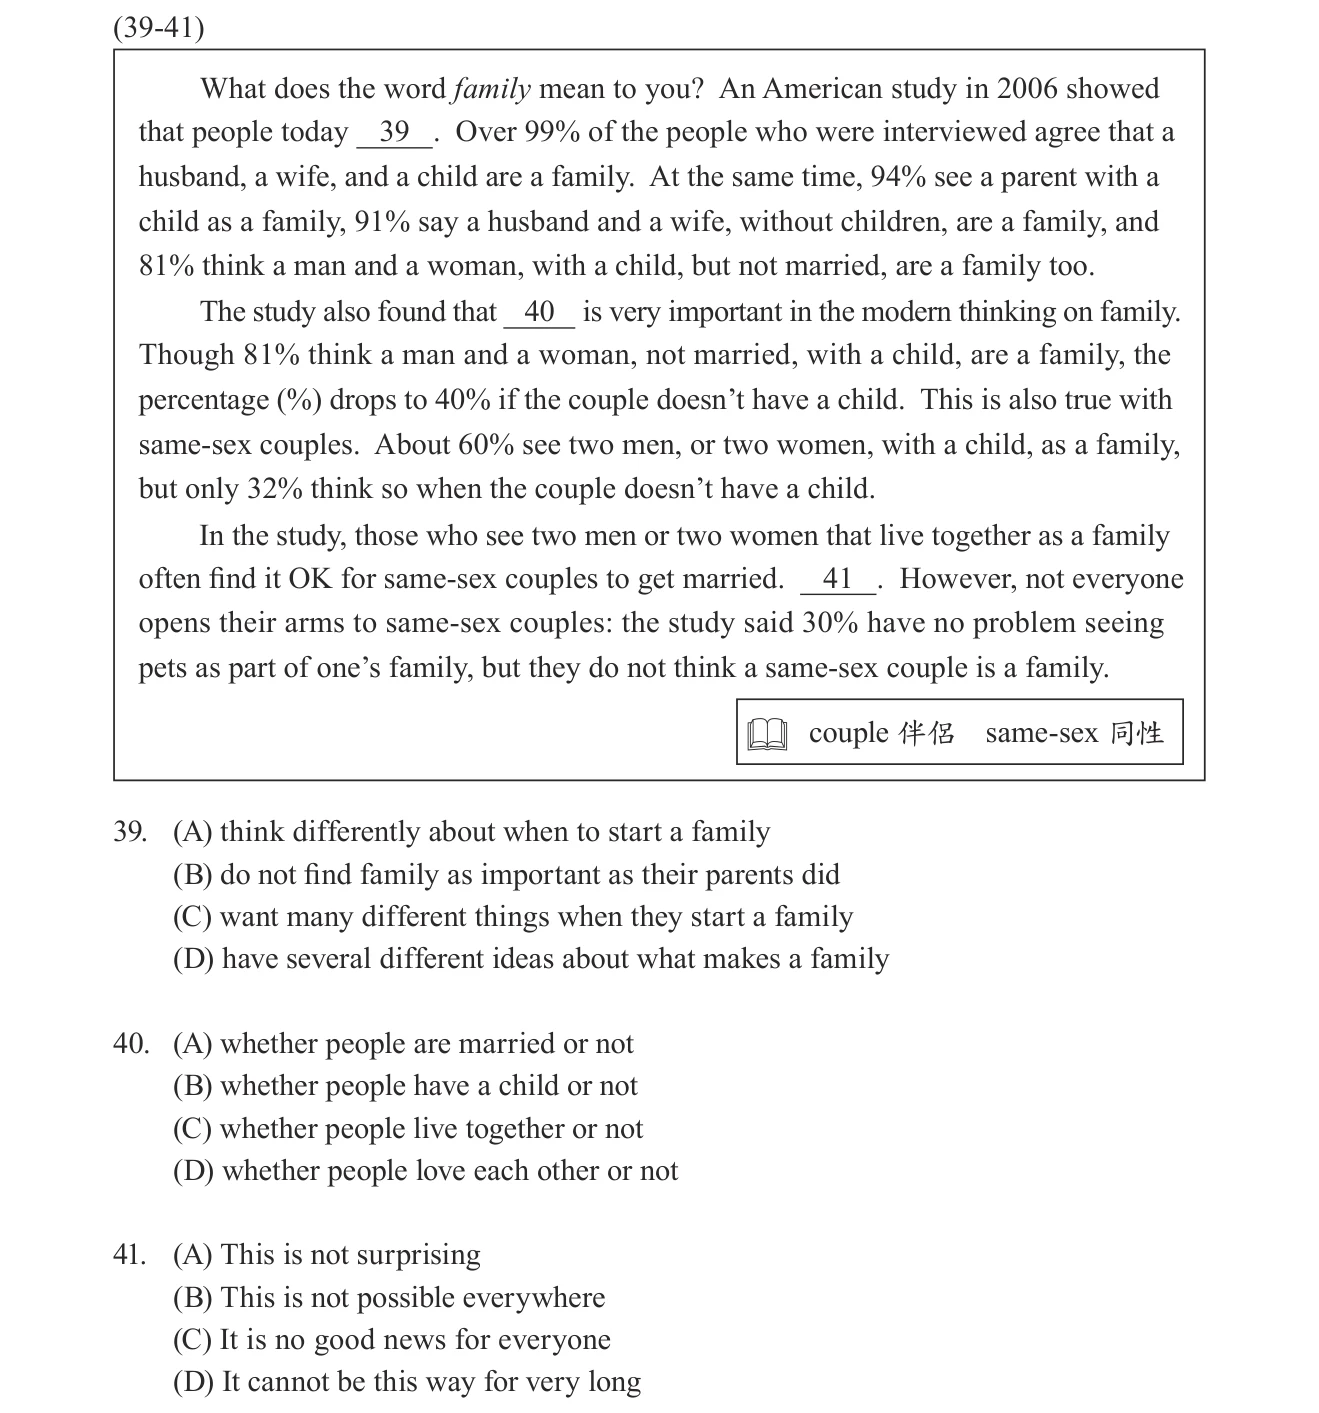 (39-41)
What does the word family mean to you? An American study in 2006 showed
that people today 39 . Over 99% of the people who were interviewed agree that a
husband, a wife, and a child are a family. At the same time, 94% see a parent with a
child as a family, 91% say a husband and a wife, without children, are a family, and
81% think a man and a woman, with a child, but not married, are a family too.
The study also found that 40 is very important in the modern thinking on family.
Though 81% think a man and a woman, not married, with a child, are a family, the
percentage (%) drops to 40% if the couple doesn’t have a child. This is also true with
same-sex couples. About 60% see two men, or two women, with a child, as a family,
but only 32% think so when the couple doesn’t have a child.
In the study, those who see two men or two women that live together as a family
often find it OK for same-sex couples to get married. 41 . However, not everyone
opens their arms to same-sex couples: the study said 30% have no problem seeing
pets as part of one’s family, but they do not think a same-sex couple is a family.
couple 伴侶 same-sex 同性
39. (A) think differently about when to start a family
(B) do not find family as important as their parents did
(C) want many different things when they start a family
(D) have several different ideas about what makes a family
40. (A) whether people are married or not
(B) whether people have a child or not
(C) whether people live together or not
(D) whether people love each other or not
41. (A) This is not surprising
(B) This is not possible everywhere
(C) It is no good news for everyone
(D) It cannot be this way for very long